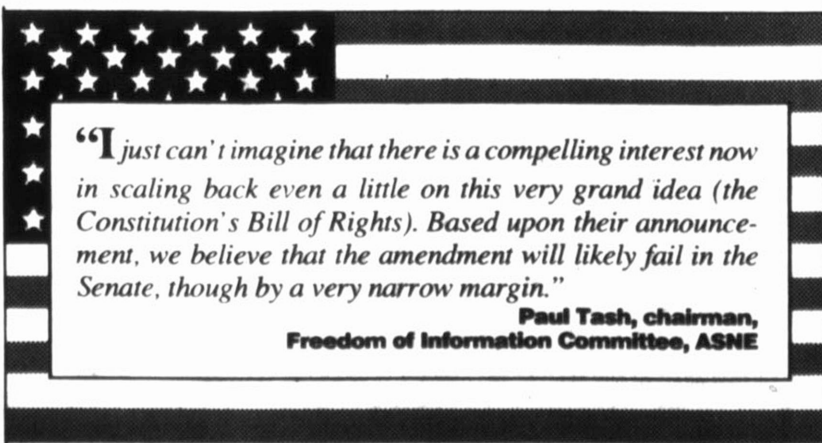 “I just can't imagine that there is a compelling interest now
in scaling back even a little on this very grand idea (the
Constitution's Bill of Rights). Based upon their announce-
ment, we believe that the amendment will likely fail in the
Senate, though by a very narrow margin.”
Paul Tash, chairman,
Freedom of Information Committee, ASNE